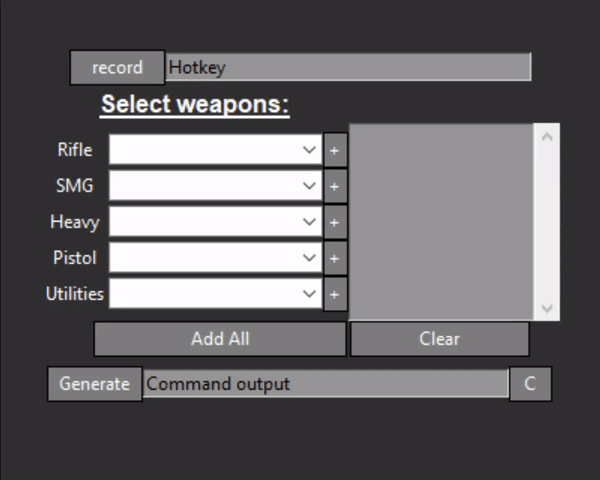 record Hotkey
Select weapons:
Rifle +
SMG +
Heavy +
Pistol +
Utilities +
Add All Clear
Generate Command output C